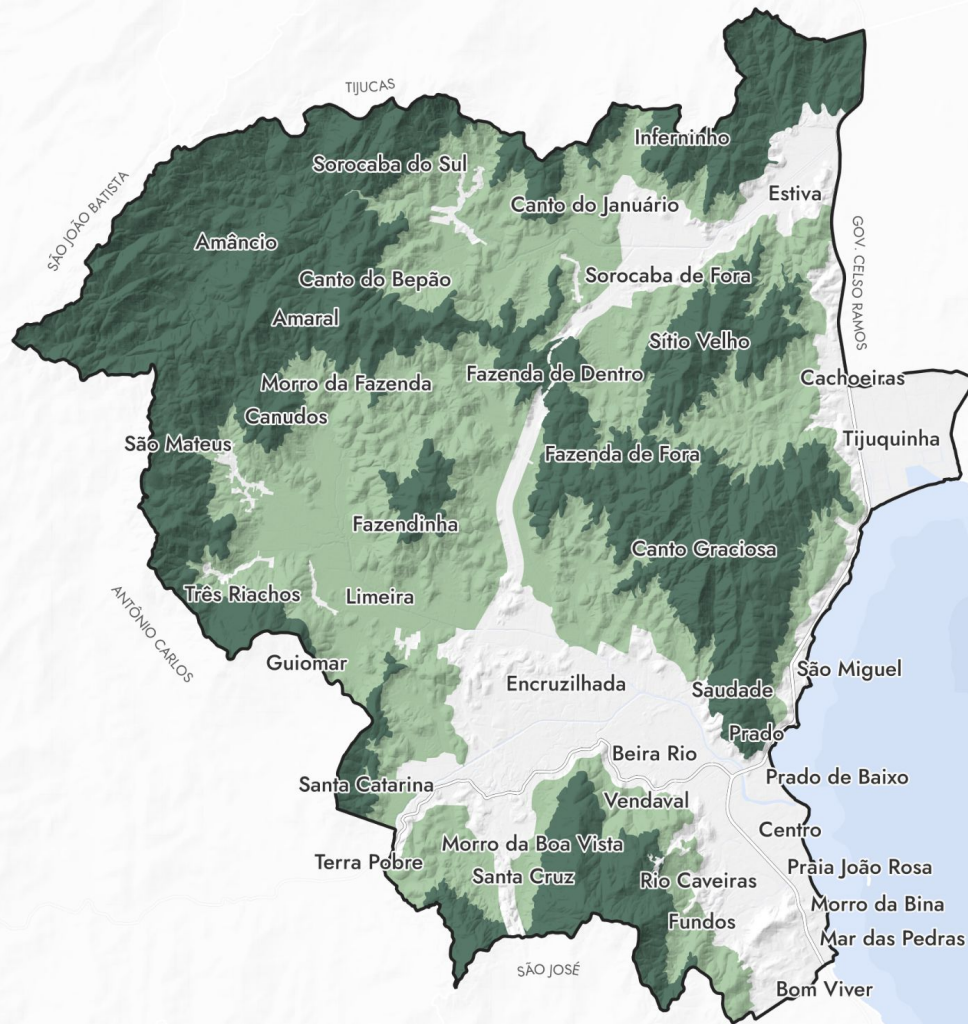 TIJUCAS
Inferninho
Sorocaba do Sul
SÃO JOÃO BATISTA
Estiva
Canto do Januário
Amâncio
GOV. CELSO RAMOS
Canto do Bepão
Sorocaba de Fora
Amaral
Sítio Velho
Fazenda de Dentro
Cachoeiras
Morro da Fazenda
Canudos
Tijuquinha
São Mateus
Fazenda de Fora
Fazendinha
Canto Graciosa
Três Riachos
Limeira
ANTÔNIO CARLOS
Guiomar
São Miguel
Encruzilhada
Saudade
Prado
Beira Rio
Prado de Baixo
Santa Catarina
Vendaval
Centro
Morro da Boa Vista
Terra Pobre
Praia João Rosa
Santa Cruz
Rio Caveiras
Morro da Bina
Fundos
Mar das Pedras
SÃO JOSÉ
Bom Viver